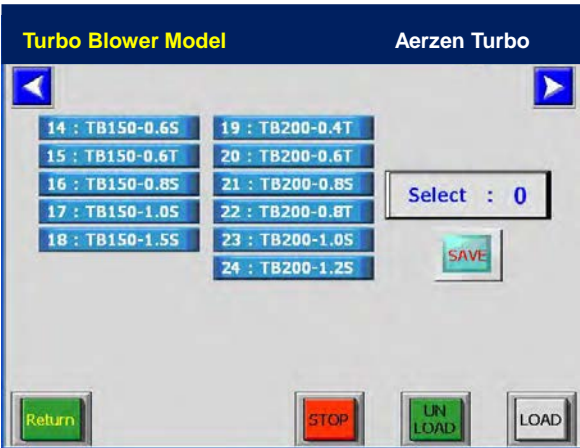 Turbo Blower Model Aerzen Turbo
14 : TB150-0.6S
15 : TB150-0.6T
16 : TB150-0.8S
17 : TB150-1.0S
18 : TB150-1.5S
19 : TB200-0.4T
20 : TB200-0.6T
21 : TB200-0.8S
22 : TB200-0.8T
23 : TB200-1.0S
24 : TB200-1.2S
Select : 0
SAVE
Return
STOP
UN
LOAD
LOAD